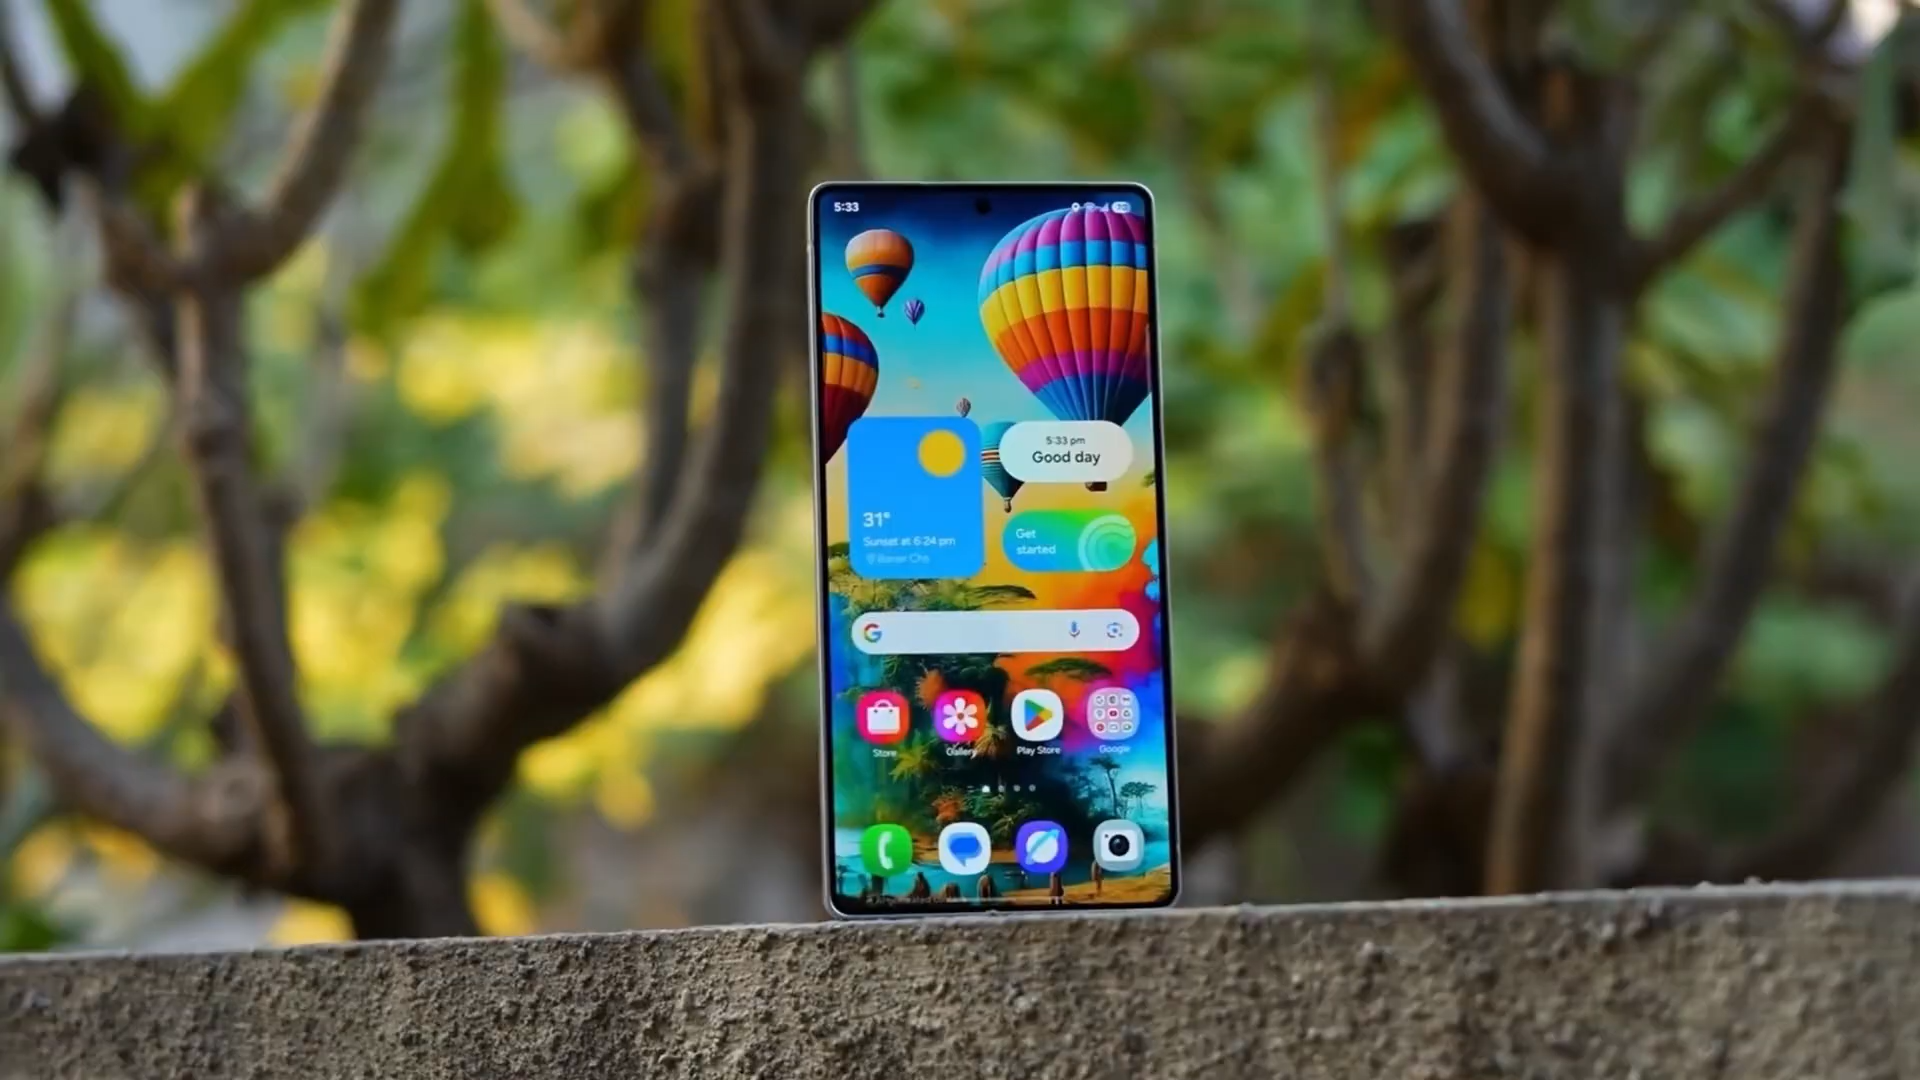 5:33
5:33 pm
Good day
31°
Sunset at 6:24 pm
Get
started
Store
Gallery
Play Store
Google